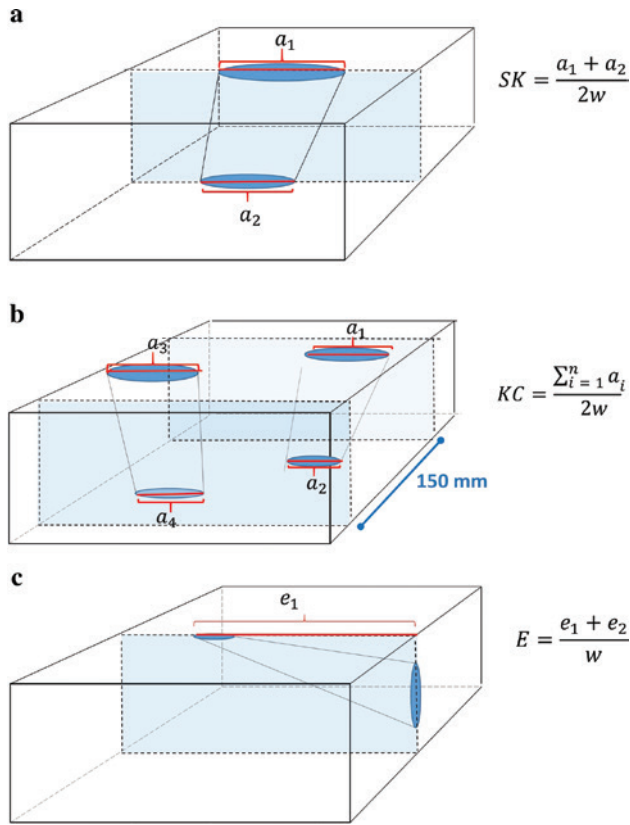 a
a₁
SK = (a₁ + a₂) / 2w
a₂
b
a₃
a₁
KC = ∑ⁿᵢ ₌ ₁ aᵢ / 2w
a₂
150 mm
a₄
c
e₁
E = (e₁ + e₂) / w